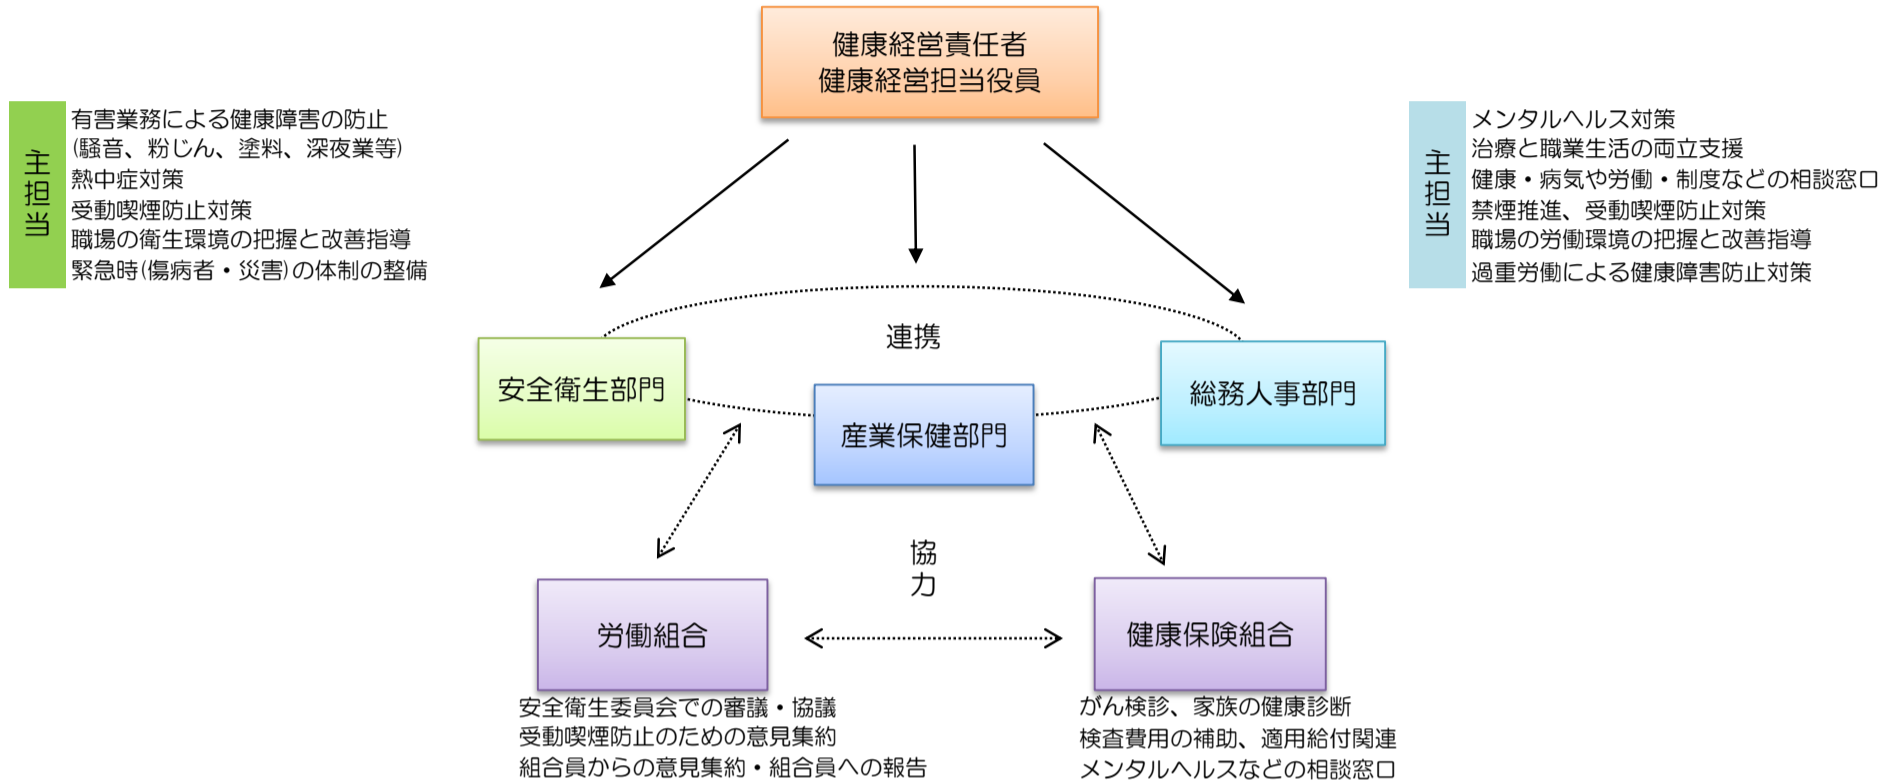 健康経営責任者
健康経営担当役員
主担当
有害業務による健康障害の防止
(騒音、粉じん、塗料、深夜業等)
熱中症対策
受動喫煙防止対策
職場の衛生環境の把握と改善指導
緊急時(傷病者・災害)の体制の整備
主担当
メンタルヘルス対策
治療と職業生活の両立支援
健康・病気や労働・制度などの相談窓口
禁煙推進、受動喫煙防止対策
職場の労働環境の把握と改善指導
過重労働による健康障害防止対策
連携
安全衛生部門
産業保健部門
総務人事部門
協力
労働組合
安全衛生委員会での審議・協議
受動喫煙防止のための意見集約
組合員からの意見集約・組合員への報告
健康保険組合
がん検診、家族の健康診断
検査費用の補助、適用給付関連
メンタルヘルスなどの相談窓口